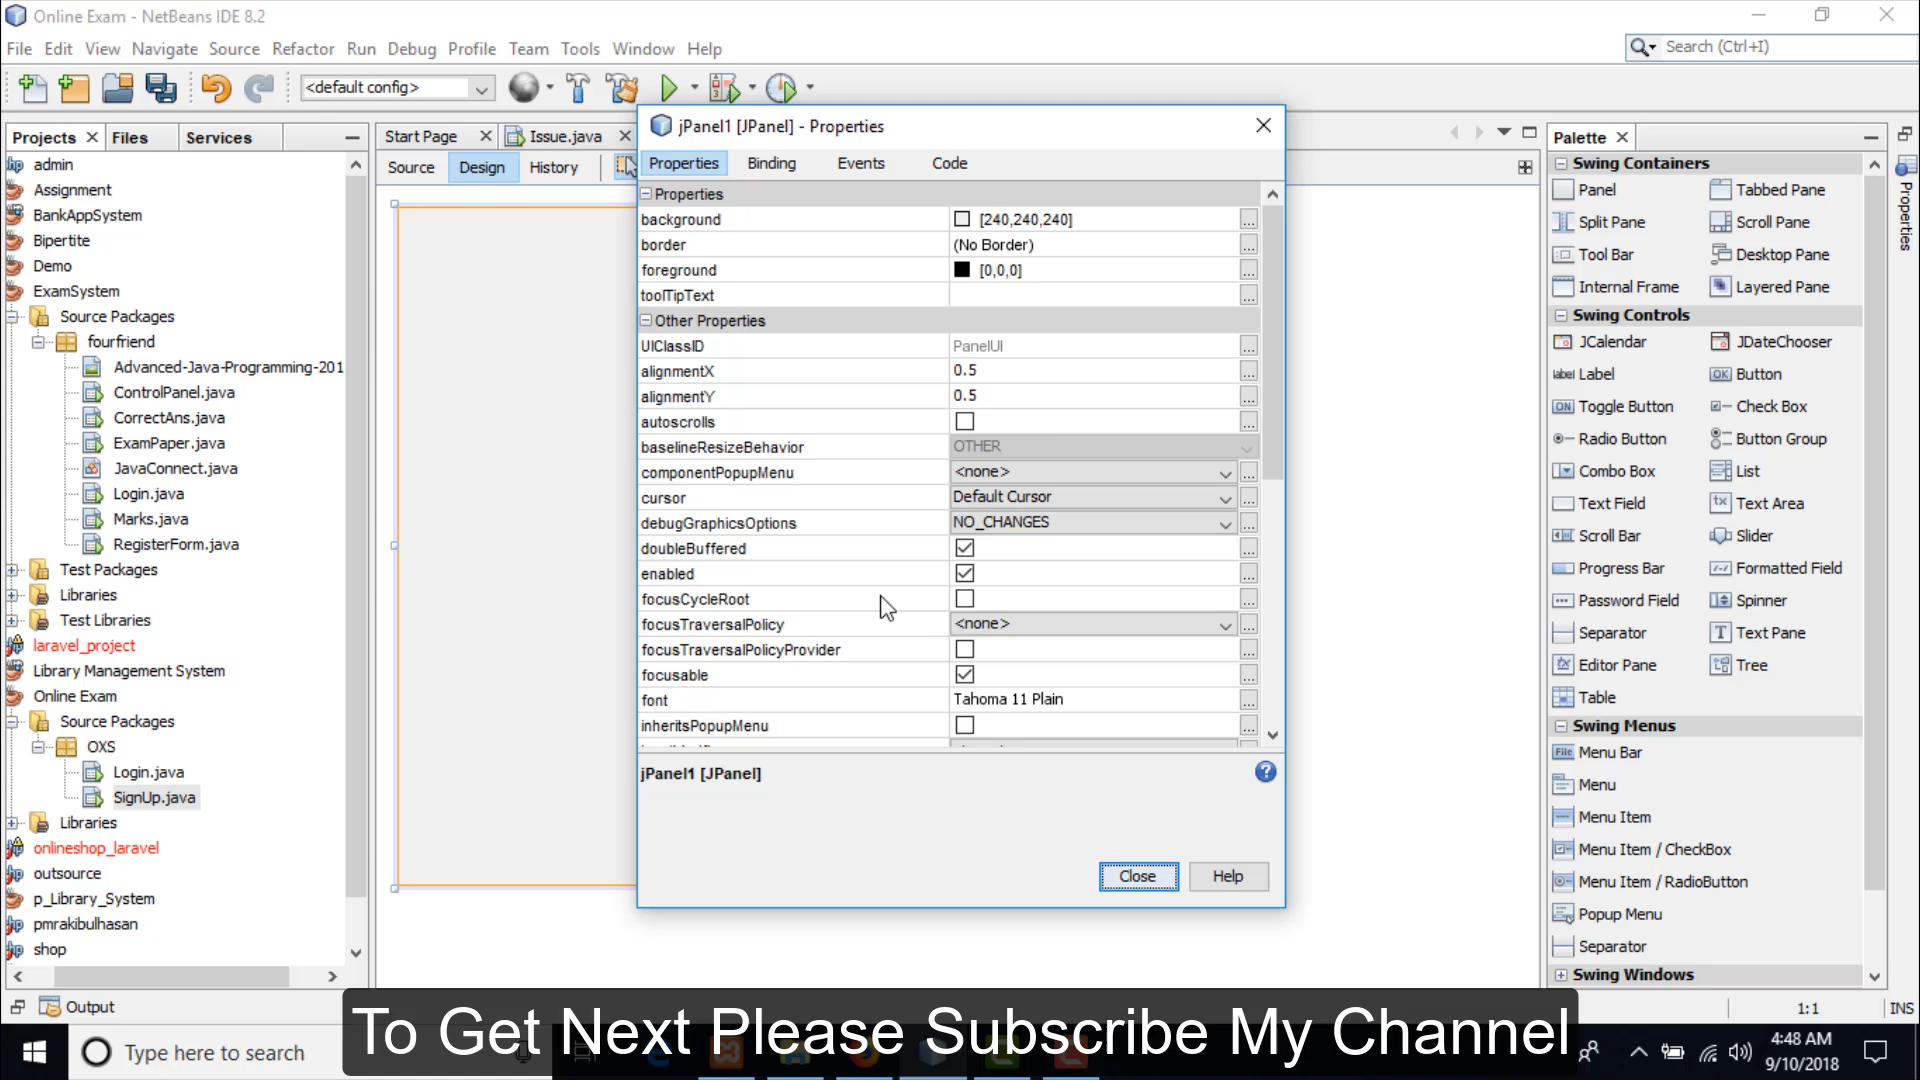 Online Exam - NetBeans IDE 8.2
File Edit View Navigate Source Refactor Run Debug Profile Team Tools Window Help
Search (Ctrl+I)
<default config>
Projects
Files
Services
admin
Assignment
BankAppSystem
Bipertite
Demo
ExamSystem
Source Packages
fourfriend
Advanced-Java-Programming-201
ControlPanel.java
CorrectAns.java
ExamPaper.java
JavaConnect.java
Login.java
Marks.java
RegisterForm.java
Test Packages
Libraries
Test Libraries
laravel_project
Library Management System
Online Exam
Source Packages
OXS
Login.java
SignUp.java
Libraries
onlineshop_laravel
outsource
p_Library_System
pmrakibulhasan
shop
Output
Start Page
Issue.java
Source
Design
History
jPanel1 [JPanel] - Properties
Properties
Binding
Events
Code
Properties
background [240,240,240]
border (No Border)
foreground [0,0,0]
toolTipText
Other Properties
UIClassID PanelUI
alignmentX 0.5
alignmentY 0.5
autoscrolls
baselineResizeBehavior OTHER
componentPopupMenu <none>
cursor Default Cursor
debugGraphicsOptions NO_CHANGES
doubleBuffered
enabled
focusCycleRoot
focusTraversalPolicy <none>
focusTraversalPolicyProvider
focusable
font Tahoma 11 Plain
inheritsPopupMenu
jPanel1 [JPanel]
Close
Help
Palette
Swing Containers
Panel Tabbed Pane
Split Pane Scroll Pane
Tool Bar Desktop Pane
Internal Frame Layered Pane
Swing Controls
JCalendar JDateChooser
label Label OK Button
ON Toggle Button Check Box
Radio Button Button Group
Combo Box List
Text Field Text Area
Scroll Bar Slider
Progress Bar Formatted Field
Password Field Spinner
Separator Text Pane
Editor Pane Tree
Table
Swing Menus
File Menu Bar
Menu
Menu Item
Menu Item / CheckBox
Menu Item / RadioButton
Popup Menu
Separator
Swing Windows
Properties
1:1
INS
To Get Next Please Subscribe My Channel
Type here to search
4:48 AM
9/10/2018